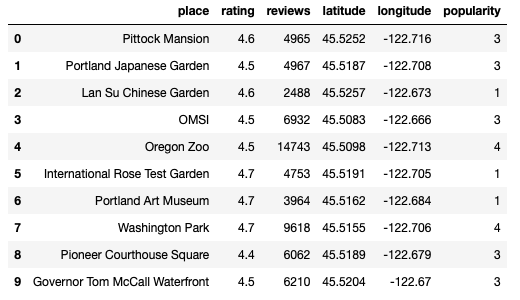 place rating reviews latitude longitude popularity
0 Pittock Mansion 4.6 4965 45.5252 -122.716 3
1 Portland Japanese Garden 4.5 4967 45.5187 -122.708 3
2 Lan Su Chinese Garden 4.6 2488 45.5257 -122.673 1
3 OMSI 4.5 6932 45.5083 -122.666 3
4 Oregon Zoo 4.5 14743 45.5098 -122.713 4
5 International Rose Test Garden 4.7 4753 45.5191 -122.705 1
6 Portland Art Museum 4.7 3964 45.5162 -122.684 1
7 Washington Park 4.7 9618 45.5155 -122.706 4
8 Pioneer Courthouse Square 4.4 6062 45.5189 -122.679 3
9 Governor Tom McCall Waterfront 4.5 6210 45.5204 -122.67 3